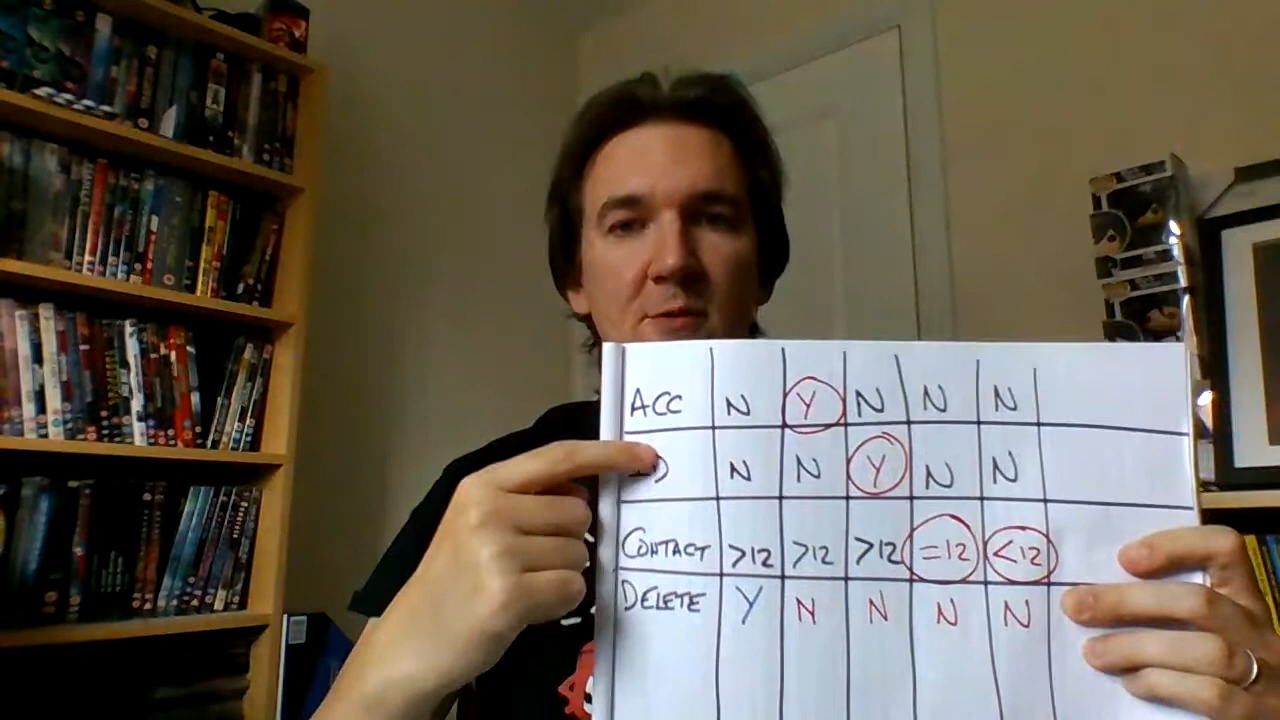 ACC N Y N N N
N N Y N N
CONTACT >12 >12 >12 =12 <12
DELETE Y N N N N